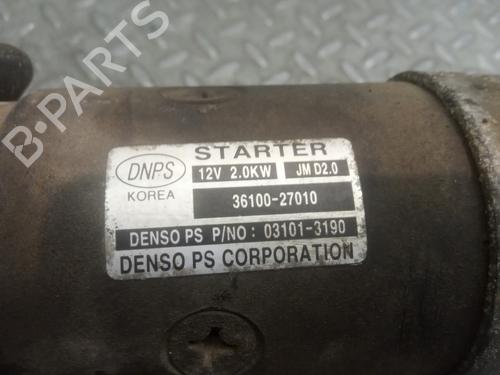 STARTER
DNPS
12V 2.0KW JM D2.0
KOREA
36100-27010
DENSO PS P/NO: 03101-3190
DENSO PS CORPORATION
B-PARTS